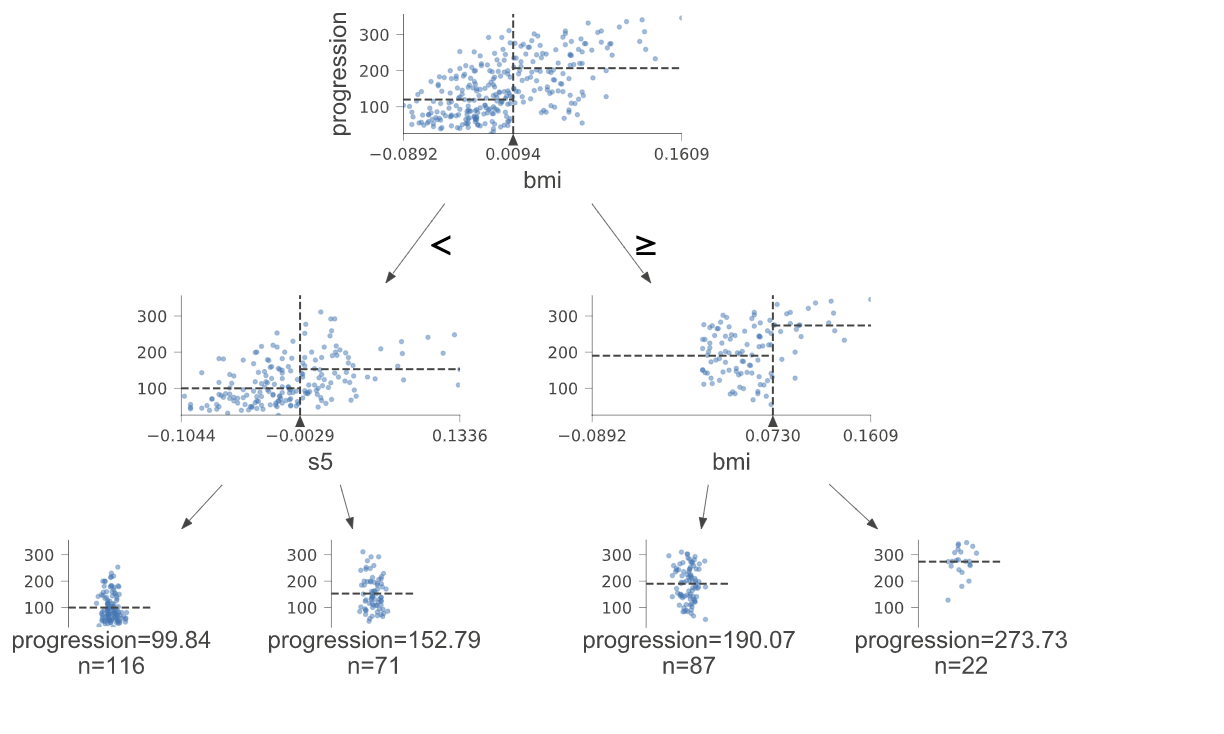 progression
300
200
100
−0.0892 0.0094 0.1609
bmi
< ≥
300
200
100
−0.1044 −0.0029 0.1336
s5
300
200
100
−0.0892 0.0730 0.1609
bmi
300
200
100
progression=99.84
n=116
300
200
100
progression=152.79
n=71
300
200
100
progression=190.07
n=87
300
200
100
progression=273.73
n=22